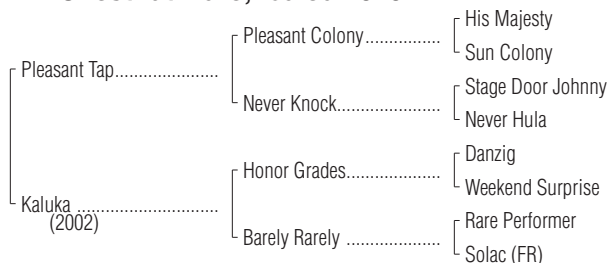 His Majesty
Pleasant Colony
Sun Colony
Pleasant Tap
Stage Door Johnny
Never Knock
Never Hula
Danzig
Honor Grades
Weekend Surprise
Kaluka
(2002)
Rare Performer
Barely Rarely
Solac (FR)